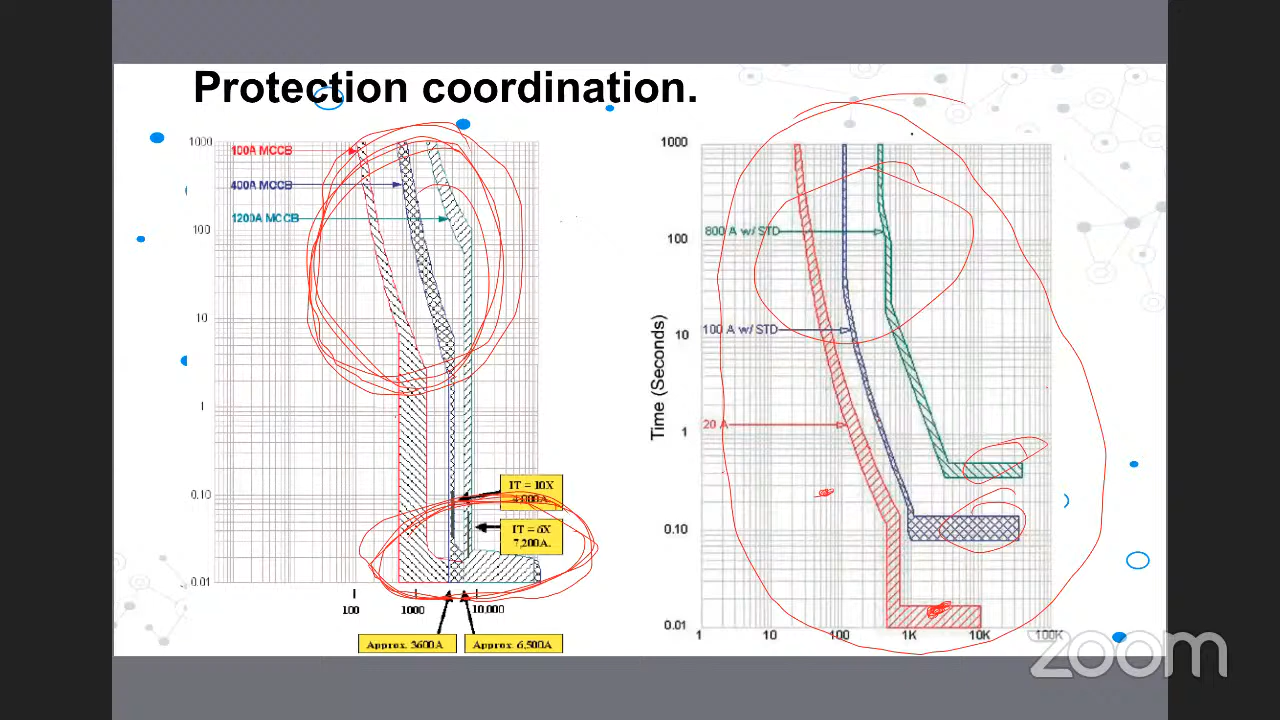 Protection coordination.
1000
100A MCCB
400A MCCB
1200A MCCB
100
10
1
0.10
0.01
IT = 10X
4,000A.
IT = 6X
7,200A.
100
1000
10,000
Approx. 3600A
Approx. 6,500A
Time (Seconds)
1000
800 A w/ STD
100
100 A w/ STD
10
20 A
1
0.10
0.01
1
10
100
1K
10K
100K
zoom